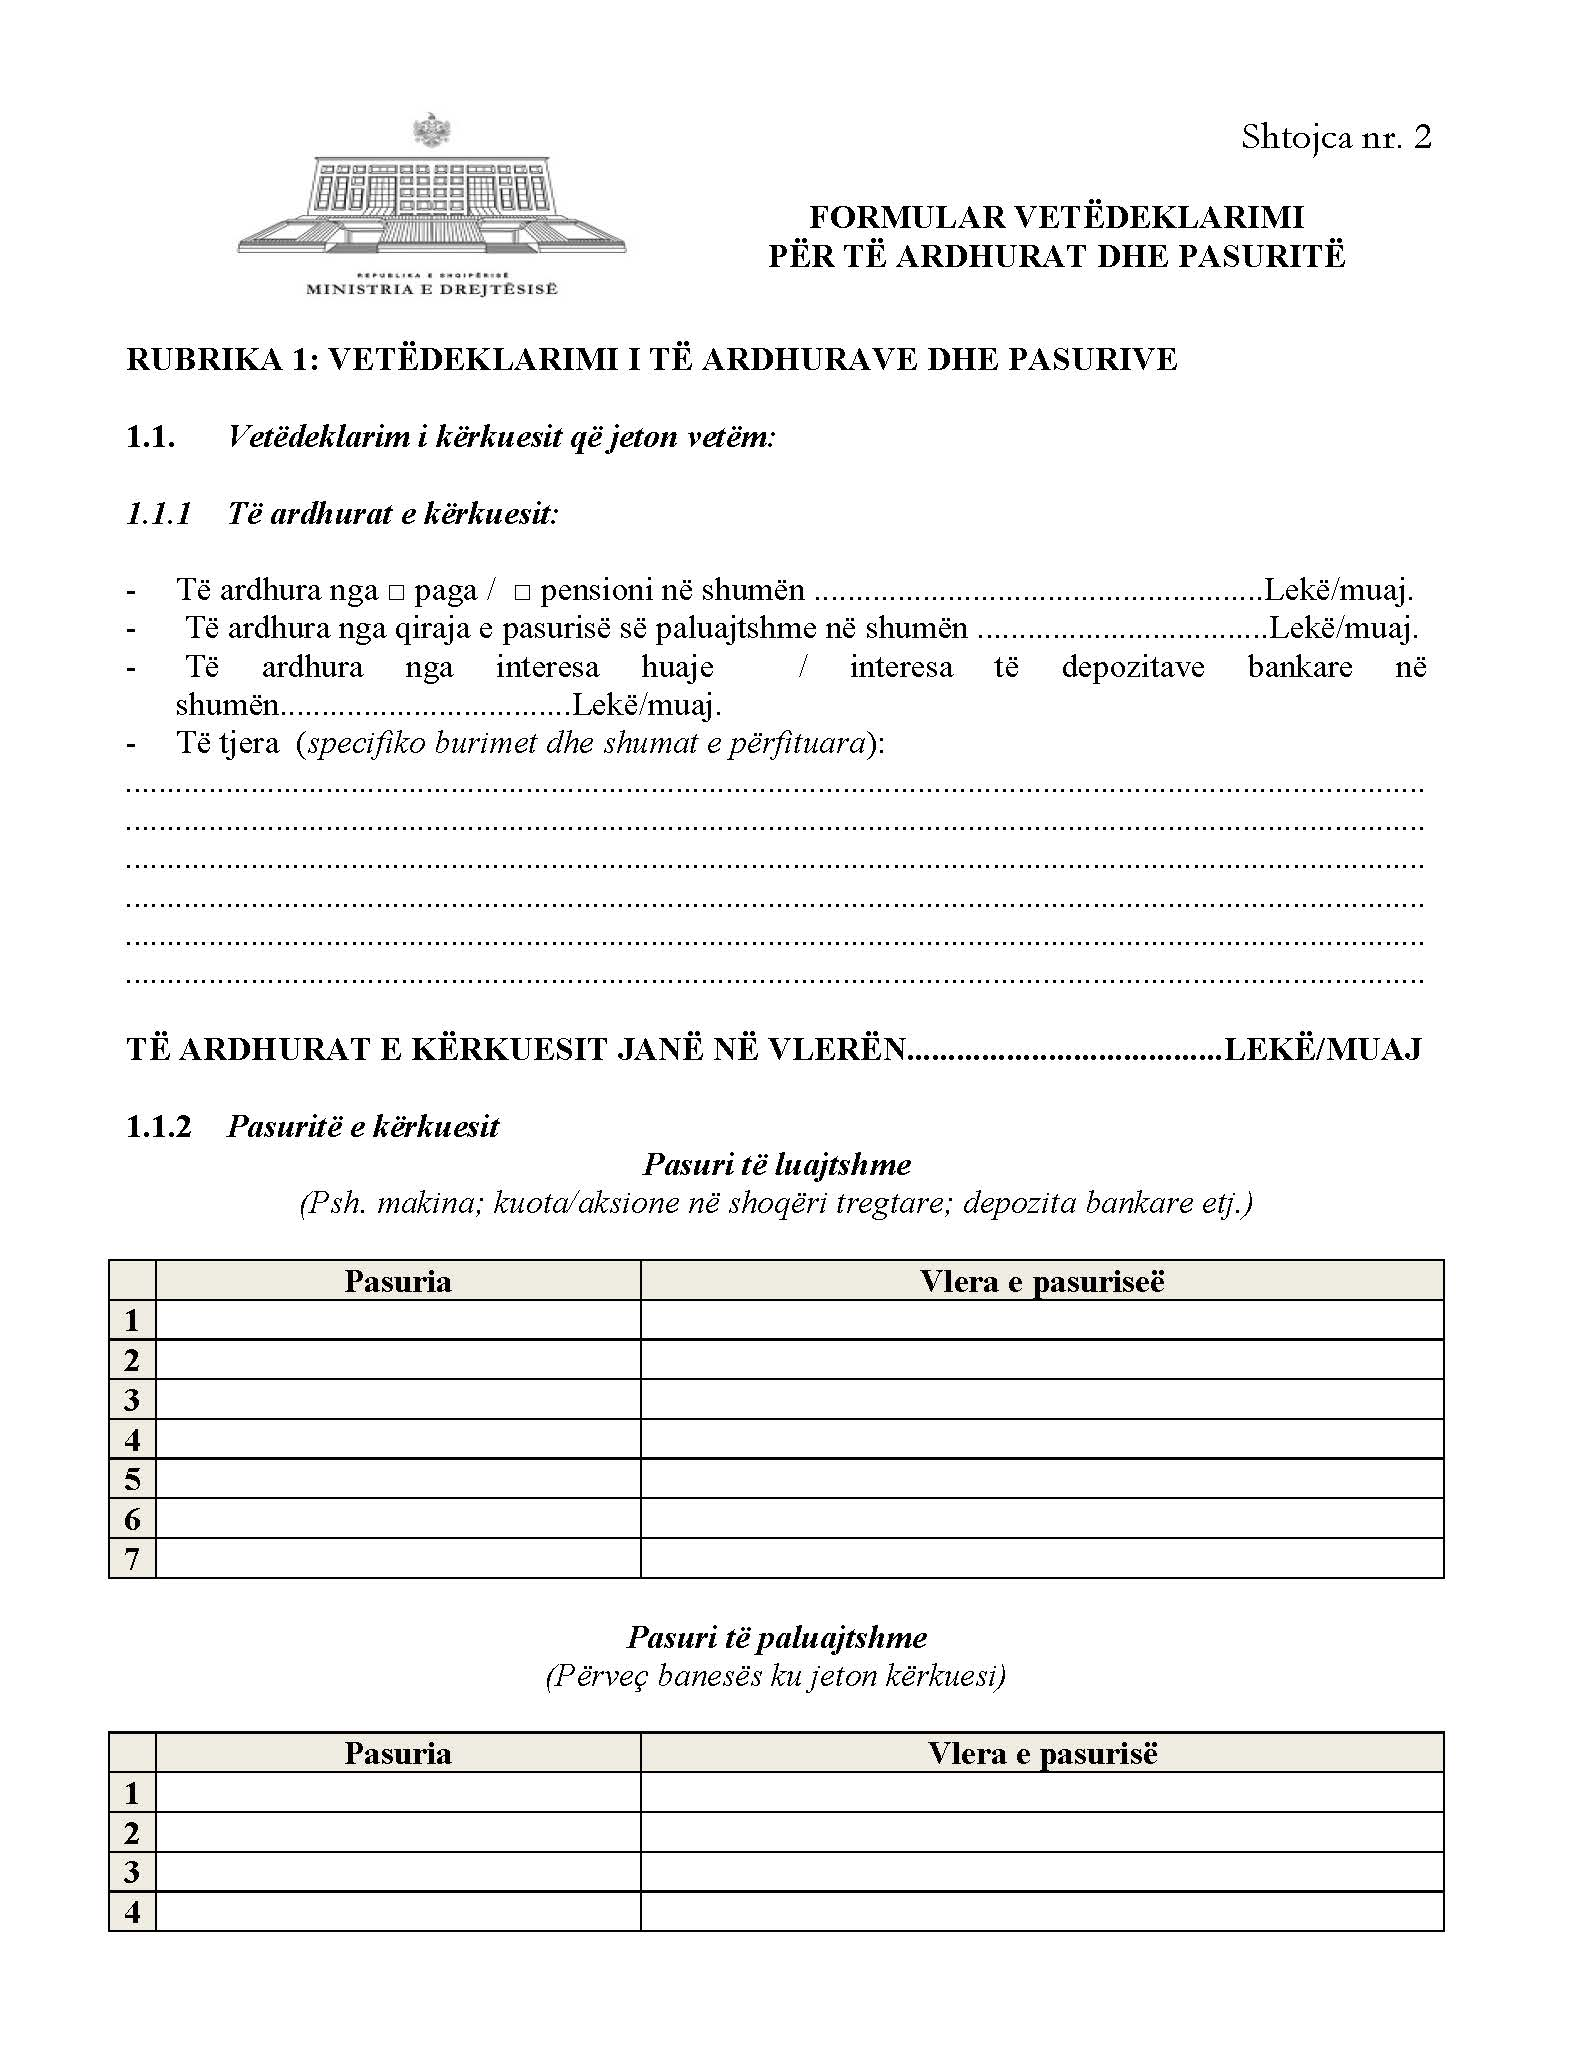 Shtojca nr. 2
FORMULAR VETËDEKLARIMI
PËR TË ARDHURAT DHE PASURITË
REPUBLIKA E SHQIPËRISË
MINISTRIA E DREJTËSISË
RUBRIKA 1: VETËDEKLARIMI I TË ARDHURAVE DHE PASURIVE
1.1. Vetëdeklarim i kërkuesit që jeton vetëm:
1.1.1 Të ardhurat e kërkuesit:
- Të ardhura nga □ paga / □ pensioni në shumën ......................................................Lekë/muaj.
- Të ardhura nga qiraja e pasurisë së paluajtshme në shumën ...................................Lekë/muaj.
- Të ardhura nga interesa huaje / interesa të depozitave bankare në
shumën...................................Lekë/muaj.
- Të tjera (specifiko burimet dhe shumat e përfituara):
............................................................................................................................................................
............................................................................................................................................................
............................................................................................................................................................
............................................................................................................................................................
............................................................................................................................................................
............................................................................................................................................................
TË ARDHURAT E KËRKUESIT JANË NË VLERËN......................................LEKË/MUAJ
1.1.2 Pasuritë e kërkuesit
Pasuri të luajtshme
(Psh. makina; kuota/aksione në shoqëri tregtare; depozita bankare etj.)
Pasuria Vlera e pasuriseë
1
2
3
4
5
6
7
Pasuri të paluajtshme
(Përveç banesës ku jeton kërkuesi)
Pasuria Vlera e pasurisë
1
2
3
4